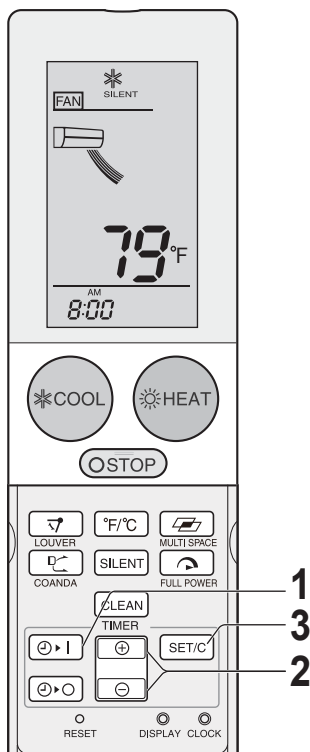 SILENT
FAN
79°F
AM
8:00
COOL
HEAT
STOP
°F/°C
LOUVER
MULTI SPACE
SILENT
COANDA
FULL POWER
CLEAN
TIMER
1
SET/C
3
2
RESET
DISPLAY
CLOCK